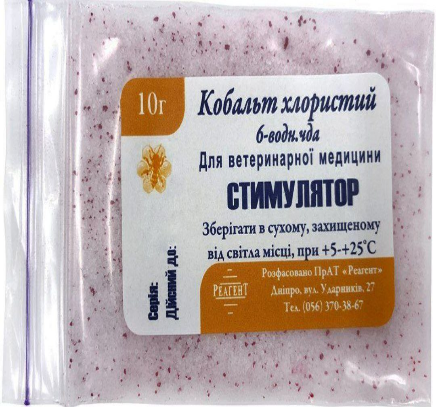 10г
Кобальт хлористий
6-водн.чда
Для ветеринарної медицини
СТИМУЛЯТОР
Зберігати в сухому, захищеному
від світла місці, при +5-+25°С
Серія:
Дійсний до:
РЕАГЕНТ
Розфасовано ПрАТ «Реагент»
Дніпро, вул. Ударників, 27
Тел. (056) 370-38-67